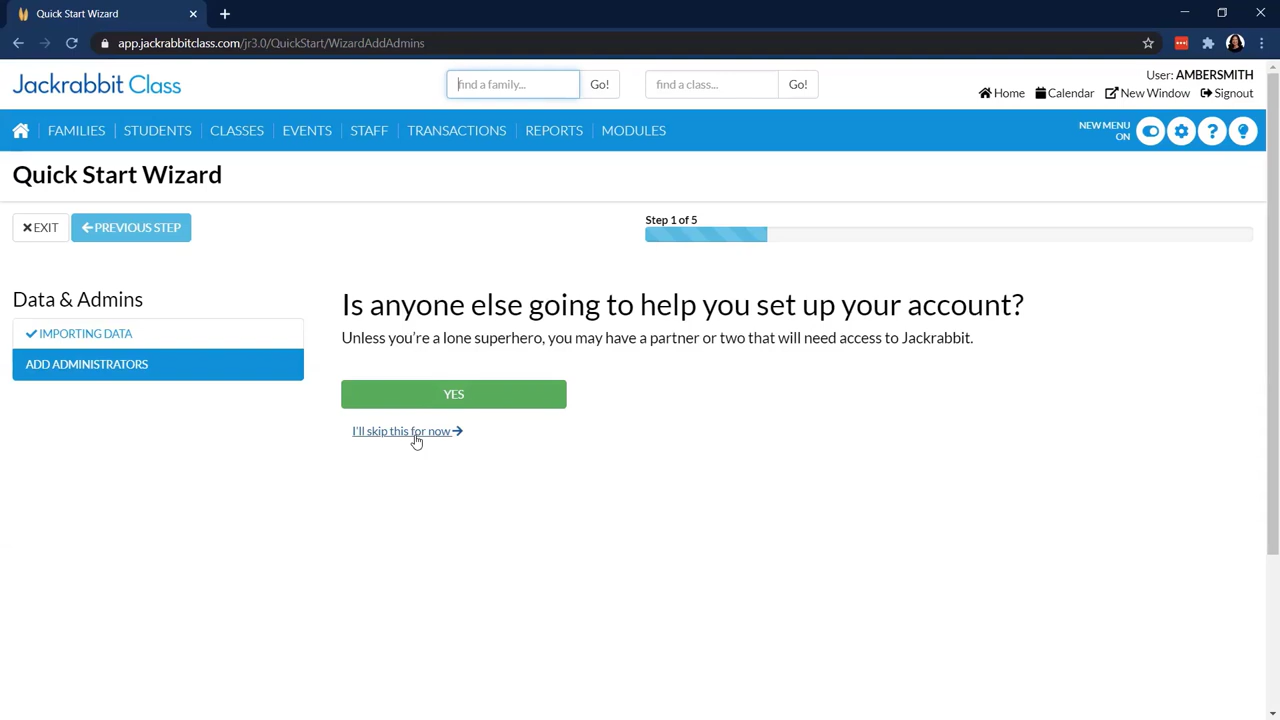 Quick Start Wizard
app.jackrabbitclass.com/jr3.0/QuickStart/WizardAddAdmins
Jackrabbit Class
find a family...
Go!
find a class...
Go!
User: AMBERSMITH
Home
Calendar
New Window
Signout
FAMILIES
STUDENTS
CLASSES
EVENTS
STAFF
TRANSACTIONS
REPORTS
MODULES
NEW MENU
ON
Quick Start Wizard
EXIT
PREVIOUS STEP
Step 1 of 5
Data & Admins
IMPORTING DATA
ADD ADMINISTRATORS
Is anyone else going to help you set up your account?
Unless you're a lone superhero, you may have a partner or two that will need access to Jackrabbit.
YES
I'll skip this for now